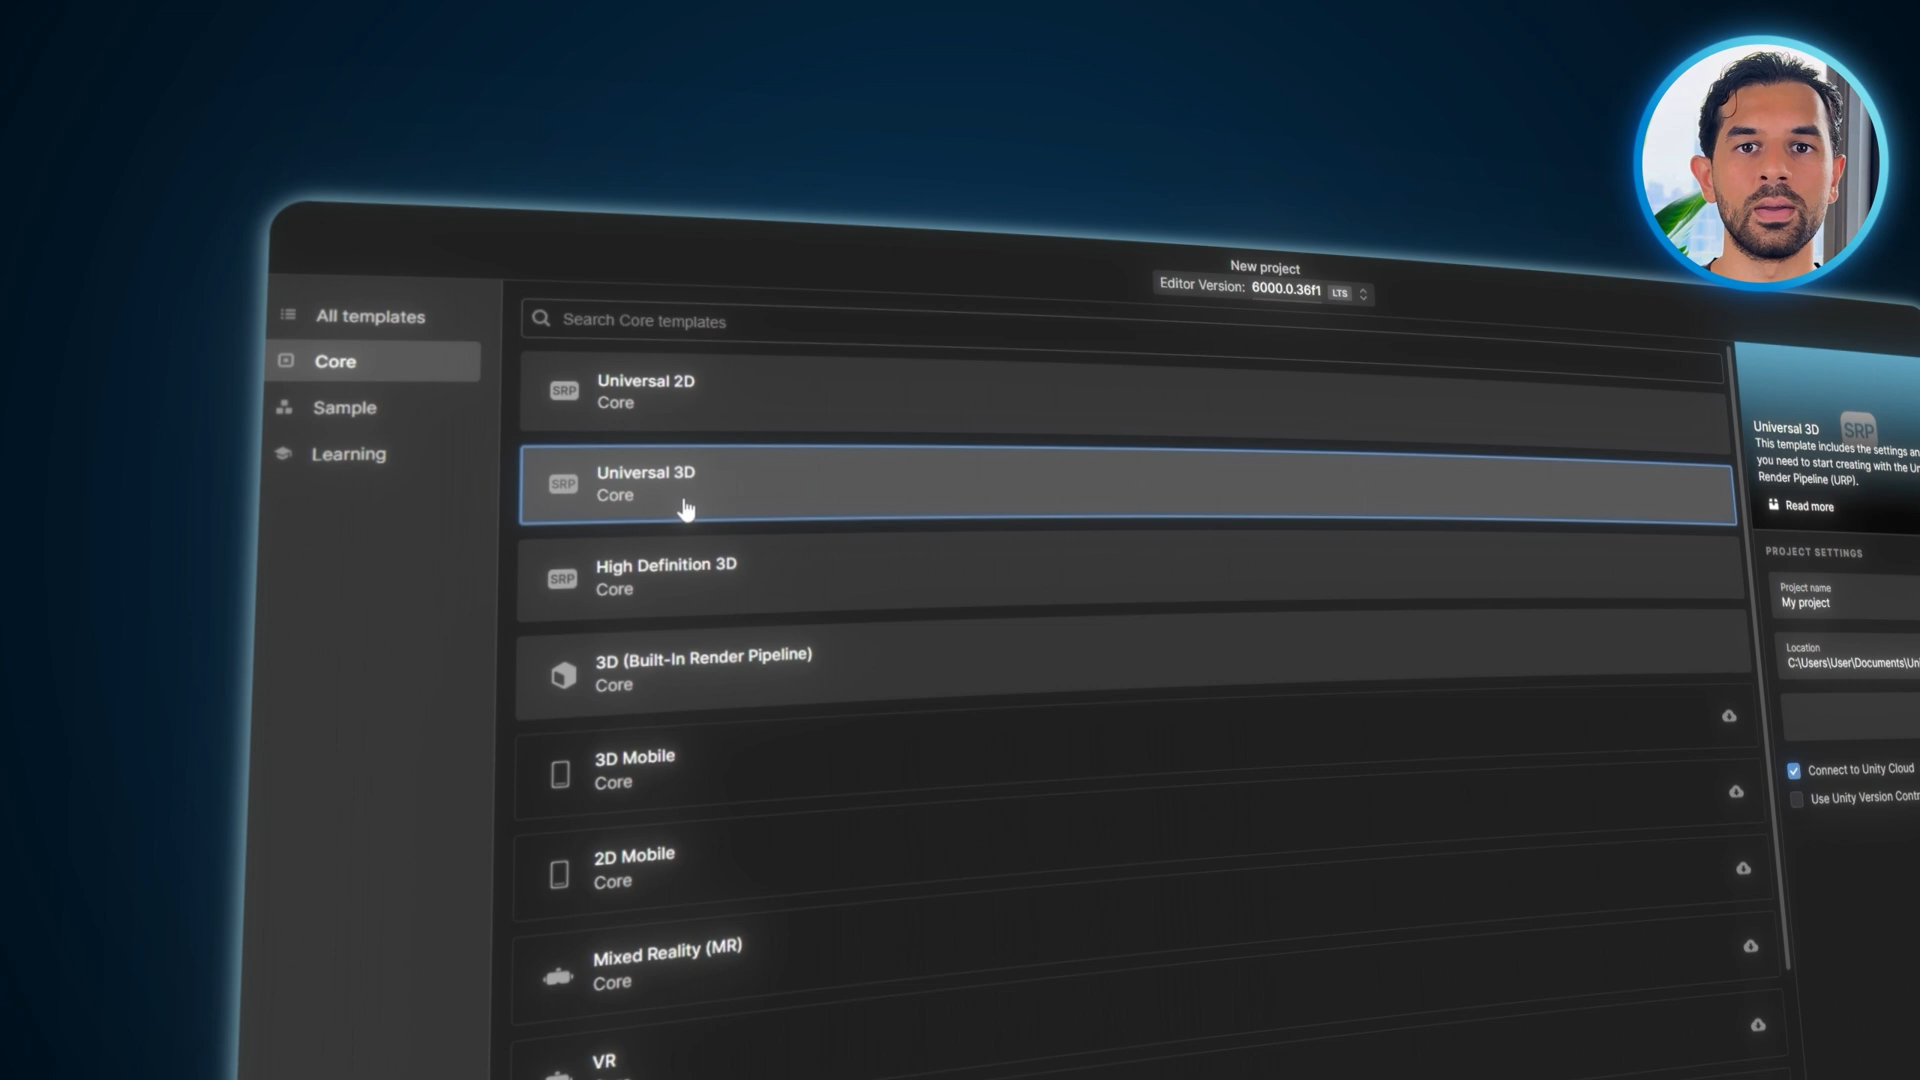 New project
Editor Version: 6000.0.36f1 LTS
All templates
Core
Sample
Learning
Search Core templates
SRP
Universal 2D
Core
SRP
Universal 3D
Core
SRP
High Definition 3D
Core
3D (Built-In Render Pipeline)
Core
3D Mobile
Core
2D Mobile
Core
Mixed Reality (MR)
Core
VR
SRP
Universal 3D
This template includes the settings an
you need to start creating with the Un
Render Pipeline (URP).
Read more
PROJECT SETTINGS
Project name
My project
Location
C:\Users\User\Documents\Uni
Connect to Unity Cloud
Use Unity Version Contr